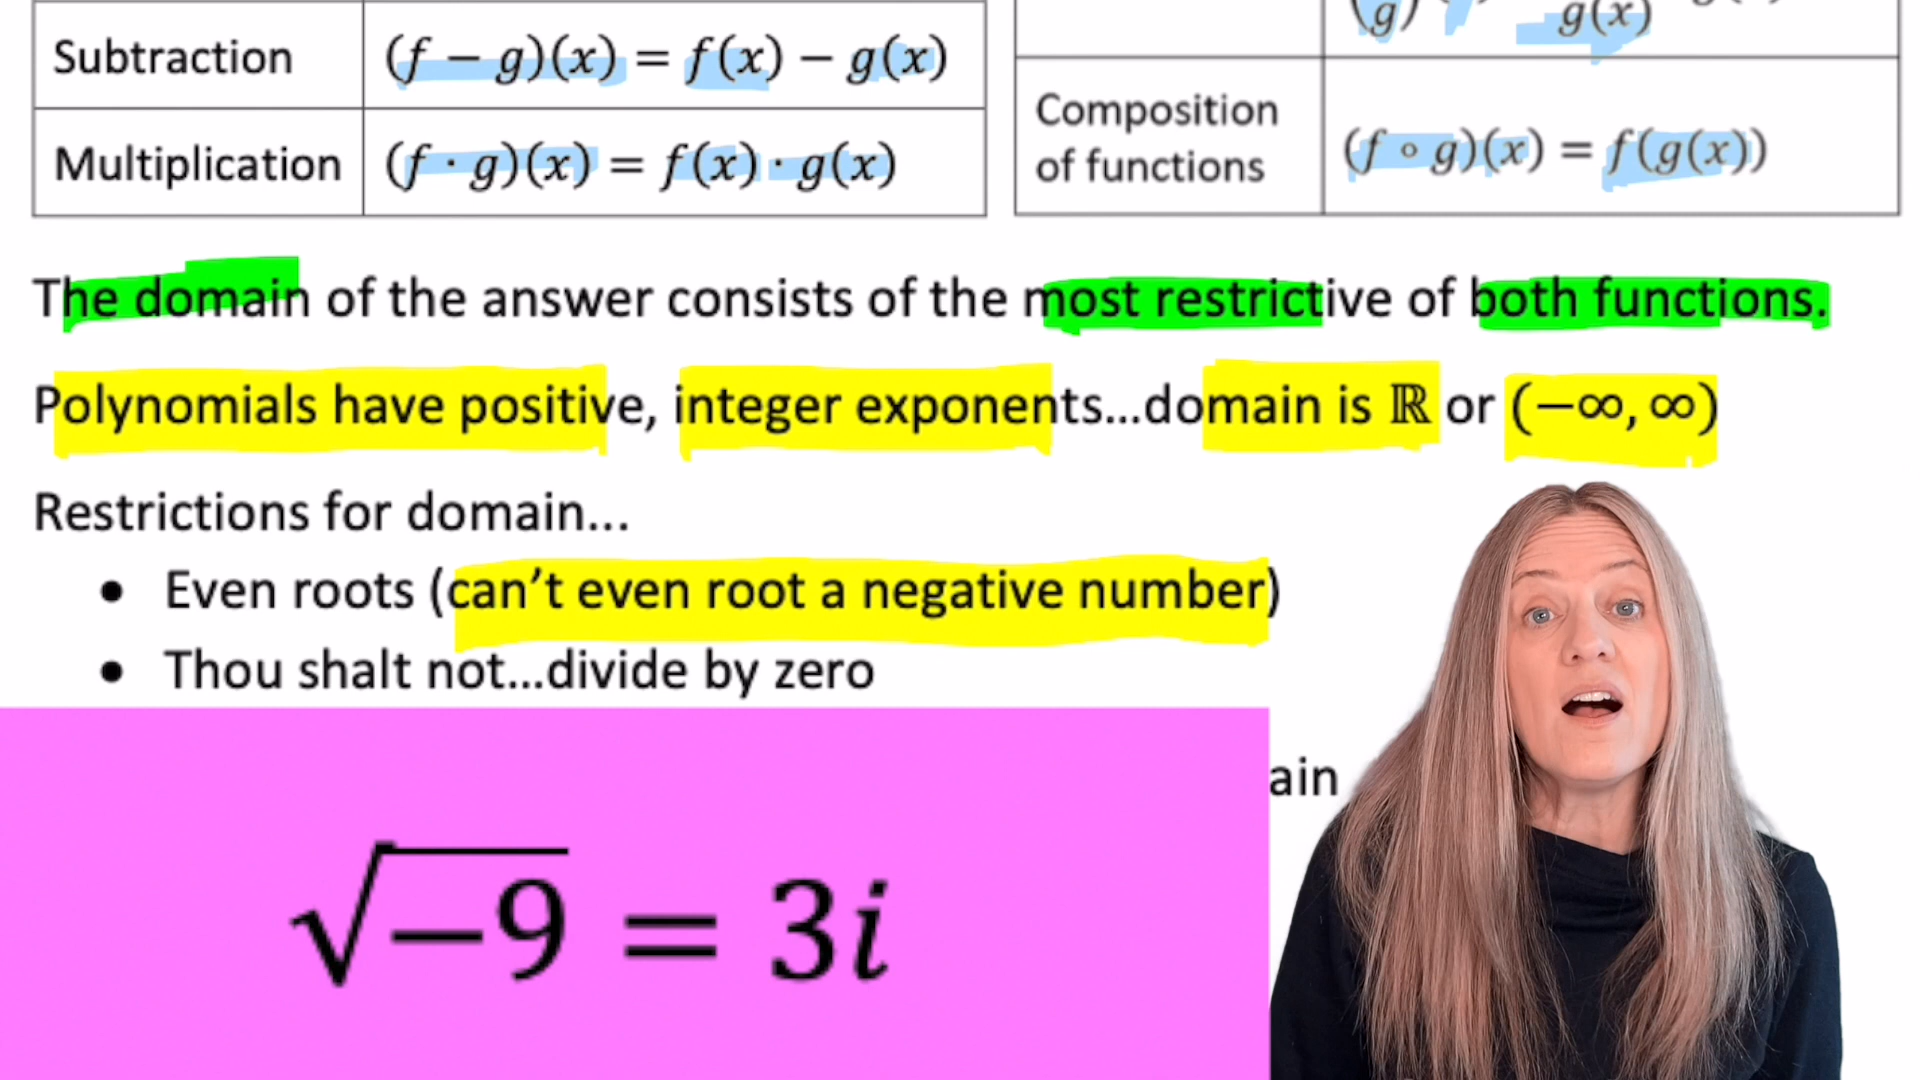 Subtraction (f − g)(x) = f(x) − g(x)
Multiplication (f · g)(x) = f(x) · g(x)
(g) g(x)
Composition of functions (f ∘ g)(x) = f(g(x))
The domain of the answer consists of the most restrictive of both functions.
Polynomials have positive, integer exponents...domain is ℝ or (−∞, ∞)
Restrictions for domain...
• Even roots (can't even root a negative number)
• Thou shalt not...divide by zero
ain
√−9 = 3i